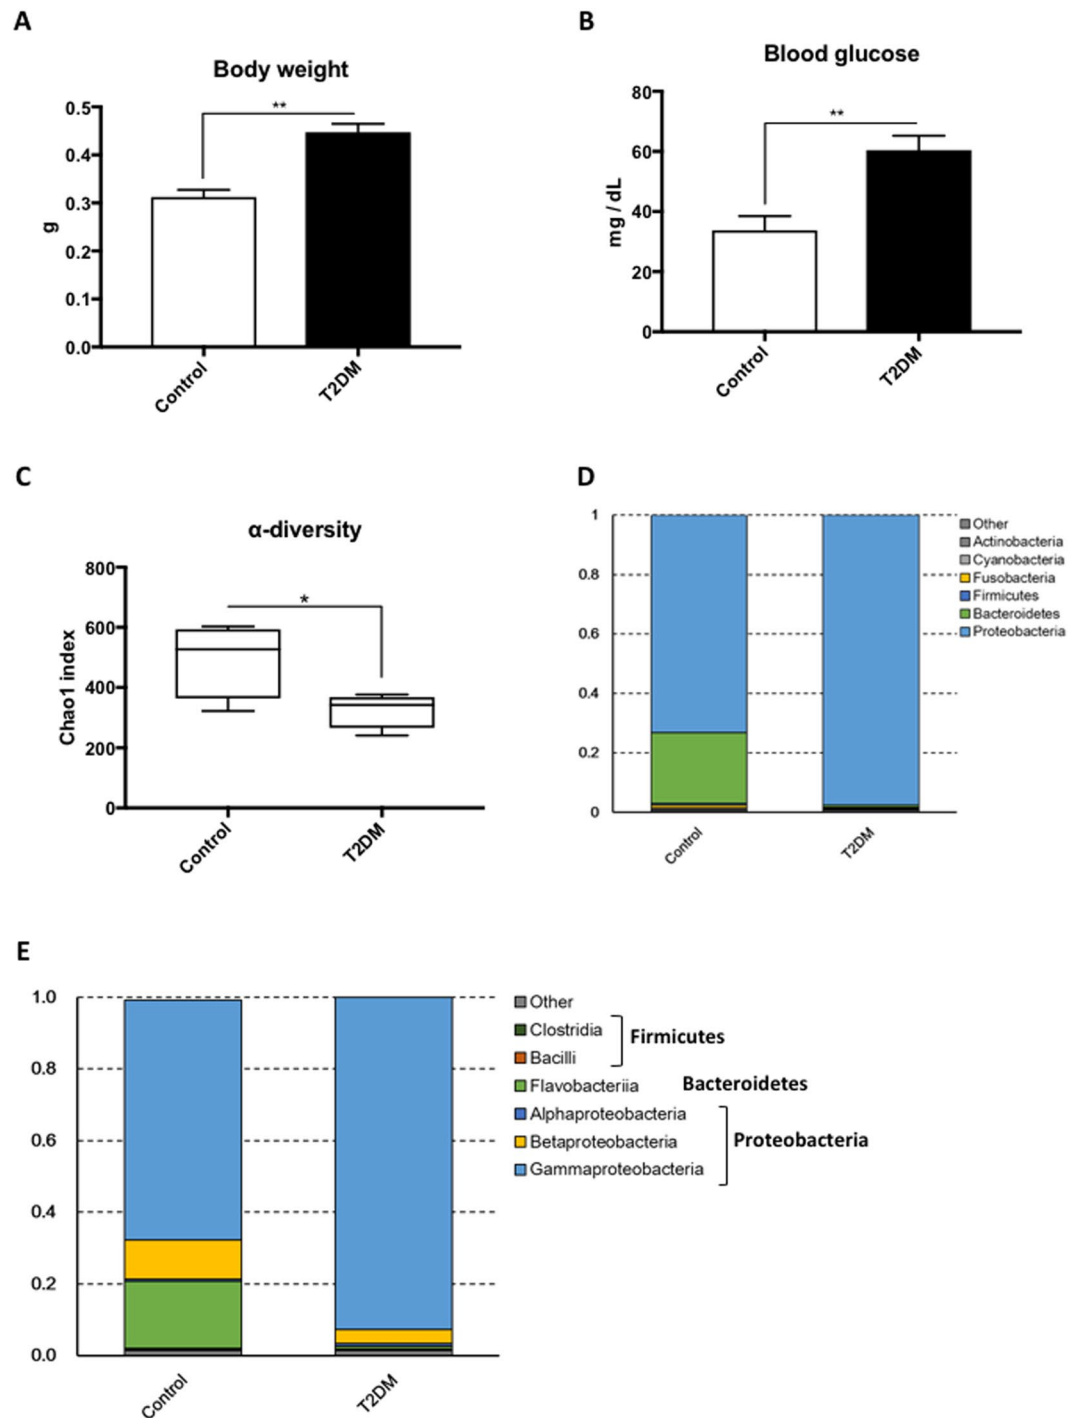 A
Body weight
0.5
0.4
0.3
0.2
0.1
0.0
g
**
Control
T2DM
B
Blood glucose
80
60
40
20
0
mg / dL
**
Control
T2DM
C
α-diversity
800
600
400
200
0
Chao1 index
*
Control
T2DM
D
1
0.8
0.6
0.4
0.2
0
Control
T2DM
Other
Actinobacteria
Cyanobacteria
Fusobacteria
Firmicutes
Bacteroidetes
Proteobacteria
E
1.0
0.8
0.6
0.4
0.2
0.0
Control
T2DM
Other
Clostridia
Bacilli
Firmicutes
Flavobacteriia
Bacteroidetes
Alphaproteobacteria
Betaproteobacteria
Gammaproteobacteria
Proteobacteria